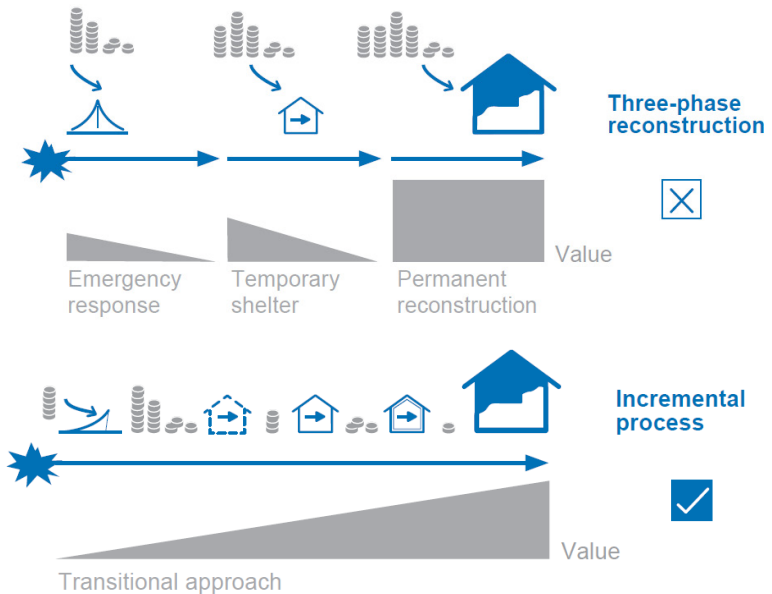 Three-phase
reconstruction
Value
Emergency
response
Temporary
shelter
Permanent
reconstruction
Incremental
process
Value
Transitional approach